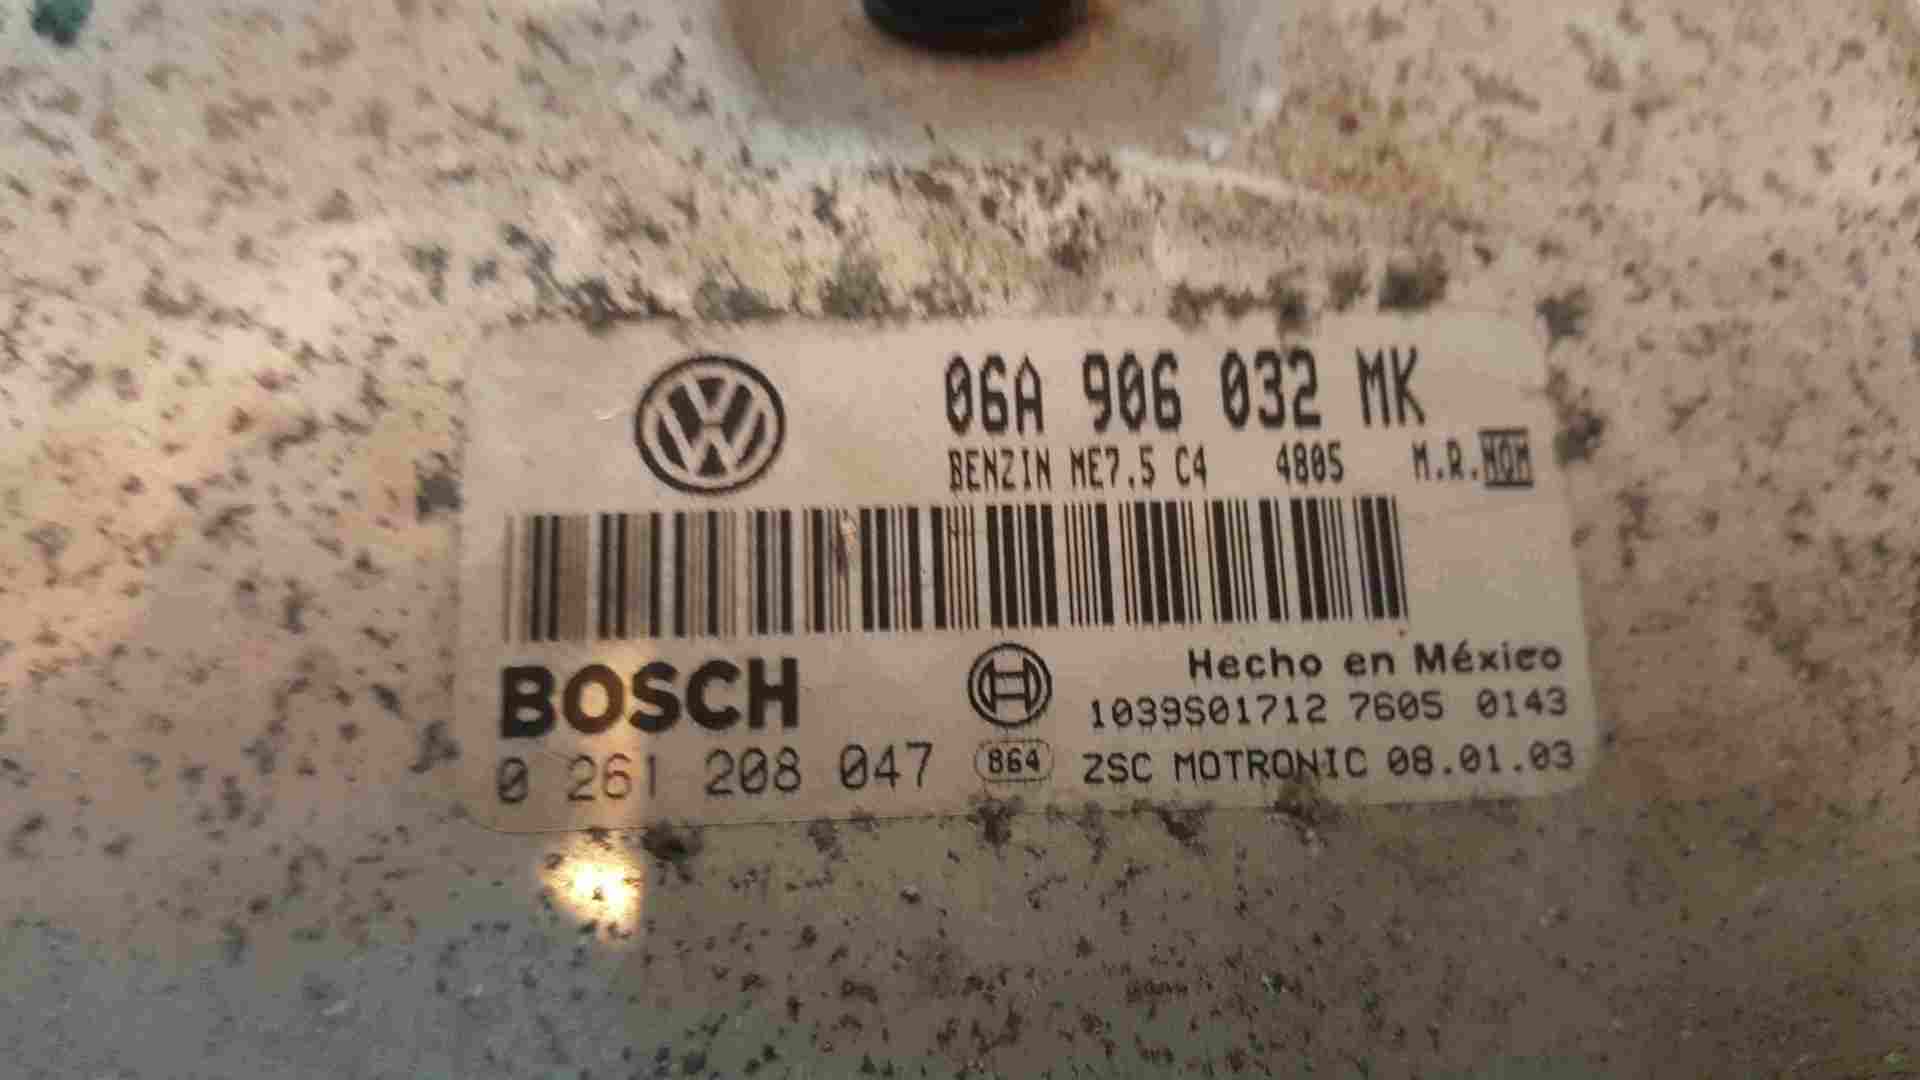 06A 906 032 MK
BENZIN ME7.5 C4 4805 M.R.HOM
BOSCH
Hecho en México
1039S01712 7605 0143
0 261 208 047
864
ZSC MOTRONIC 08.01.03